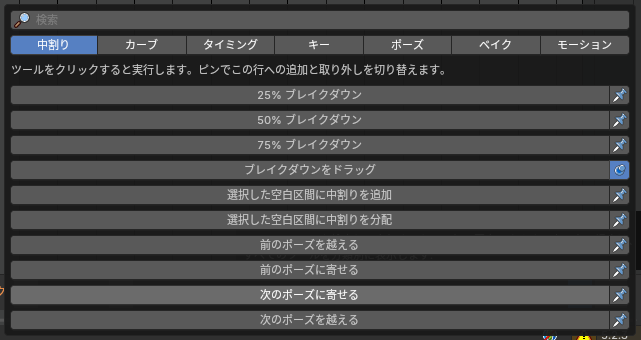 検索
中割り カーブ タイミング キー ポーズ ベイク モーション
ツールをクリックすると実行します。ピンでこの行への追加と取り外しを切り替えます。
25% ブレイクダウン
50% ブレイクダウン
75% ブレイクダウン
ブレイクダウンをドラッグ
選択した空白区間に中割りを追加
選択した空白区間に中割りを分配
前のポーズを越える
前のポーズに寄せる
次のポーズに寄せる
次のポーズを越える